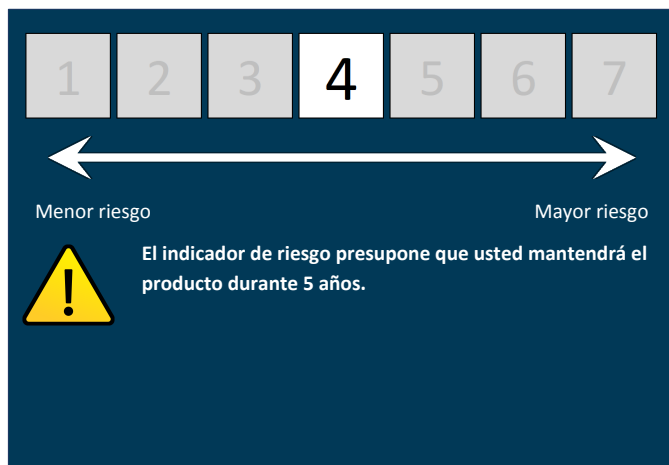 1 2 3 4 5 6 7
Menor riesgo Mayor riesgo
!
El indicador de riesgo presupone que usted mantendrá el
producto durante 5 años.